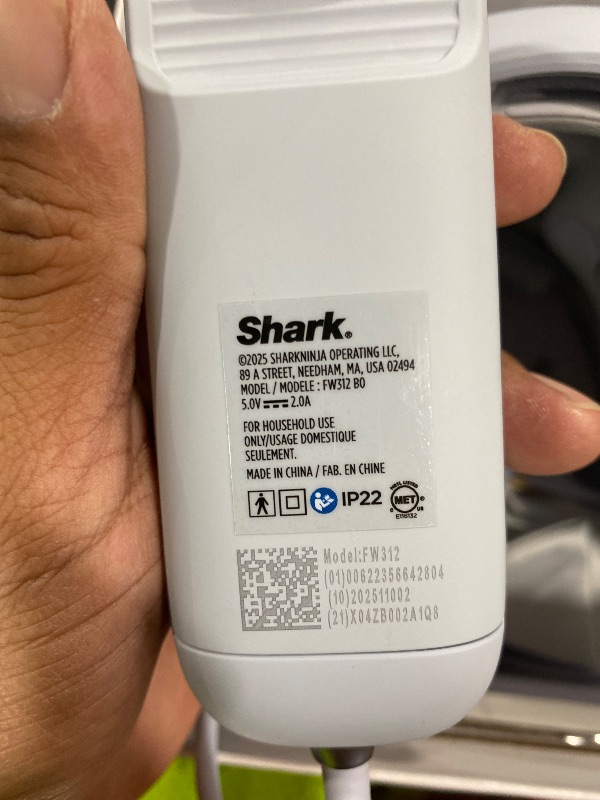 Shark®
©2025 SHARKNINJA OPERATING LLC,
89 A STREET, NEEDHAM, MA, USA 02494
MODEL / MODELE : FW312 BO
5.0V 2.0A
FOR HOUSEHOLD USE
ONLY/USAGE DOMESTIQUE
SEULEMENT.
MADE IN CHINA / FAB. EN CHINE
IP22
MET®
C US
E116132
Model:FW312
(01)00622356642804
(10)202511002
(21)X04ZB002A1Q8